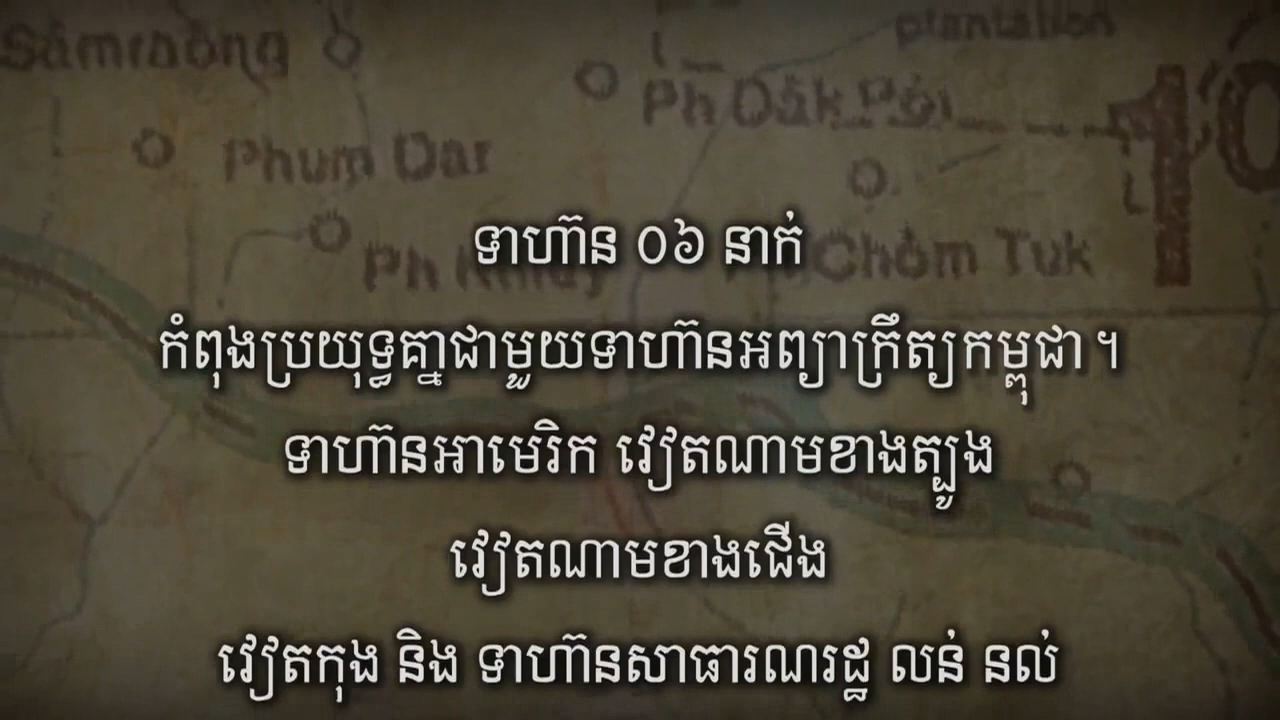 plantation
Sâmraông
Ph Dâk Pôi
10
Phum Dar
ទាហ៊ាន ០៦ នាក់
Chôm Tuk
កំពុងប្រយុទ្ធគ្នាជាមួយទាហ៊ានអព្យាក្រឹត្យកម្ពុជា។
ទាហ៊ានអាមេរិក វៀតណាមខាងត្បូង
វៀតណាមខាងជើង
វៀតកុង និង ទាហ៊ានសាធារណរដ្ឋ លន់ នល់